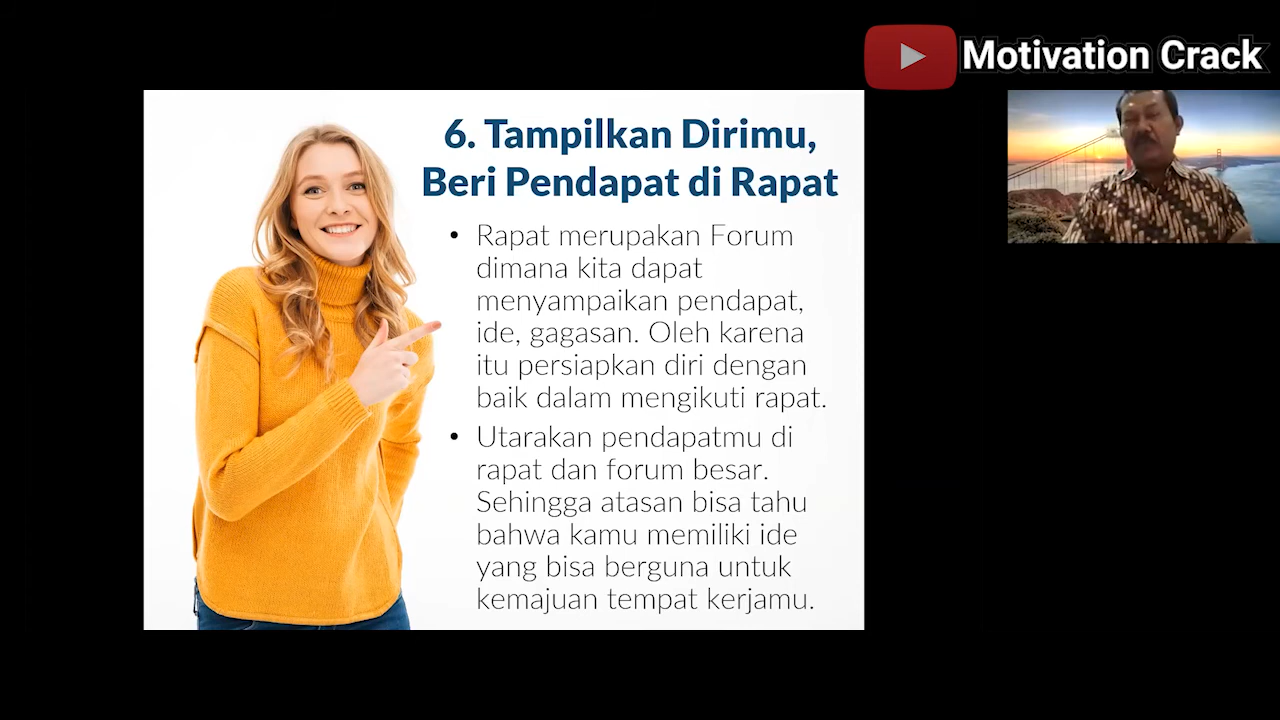 Motivation Crack
6. Tampilkan Dirimu,
Beri Pendapat di Rapat
• Rapat merupakan Forum
dimana kita dapat
menyampaikan pendapat,
ide, gagasan. Oleh karena
itu persiapkan diri dengan
baik dalam mengikuti rapat.
• Utarakan pendapatmu di
rapat dan forum besar.
Sehingga atasan bisa tahu
bahwa kamu memiliki ide
yang bisa berguna untuk
kemajuan tempat kerjamu.